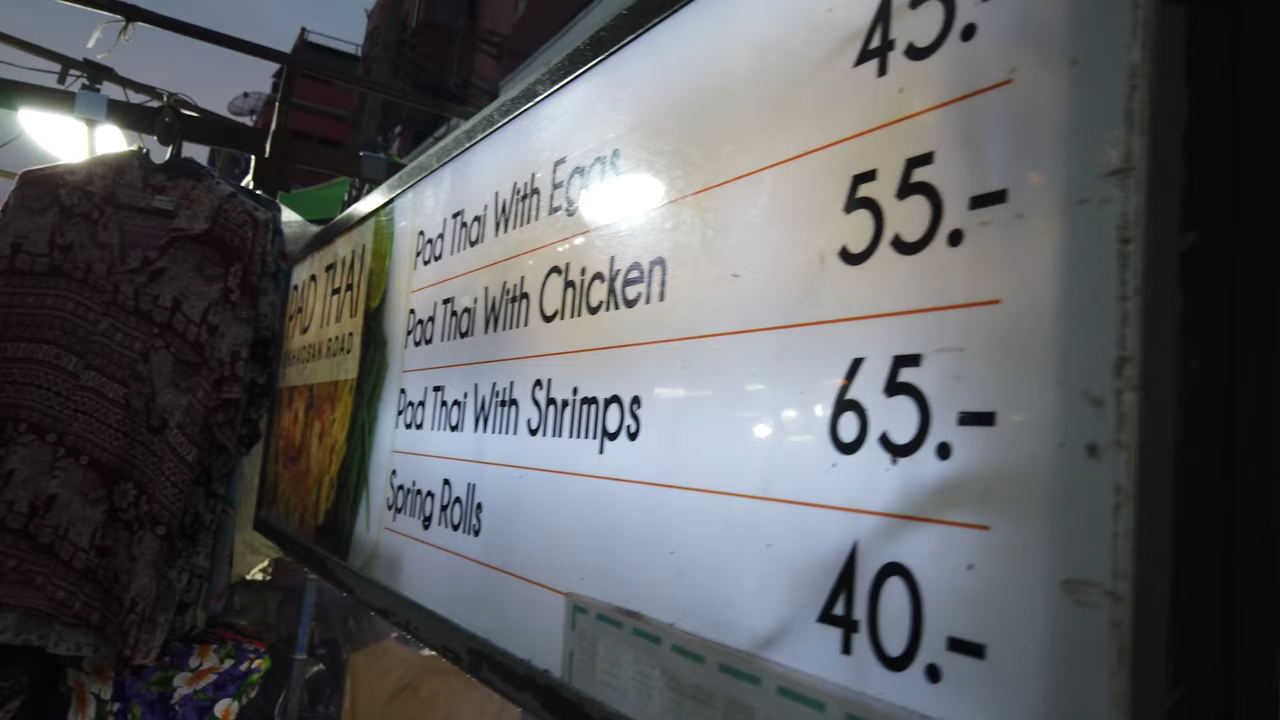 PAD THAI
KHAOSAN ROAD
Pad Thai With Eggs 45.-
Pad Thai With Chicken 55.-
Pad Thai With Shrimps 65.-
Spring Rolls 40.-